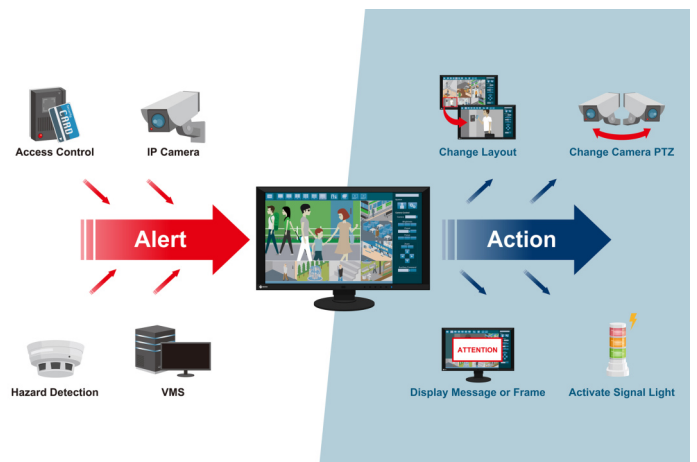 CARD
Access Control
IP Camera
Change Layout
Change Camera PTZ
Alert
Action
Hazard Detection
VMS
ATTENTION
Display Message or Frame
Activate Signal Light